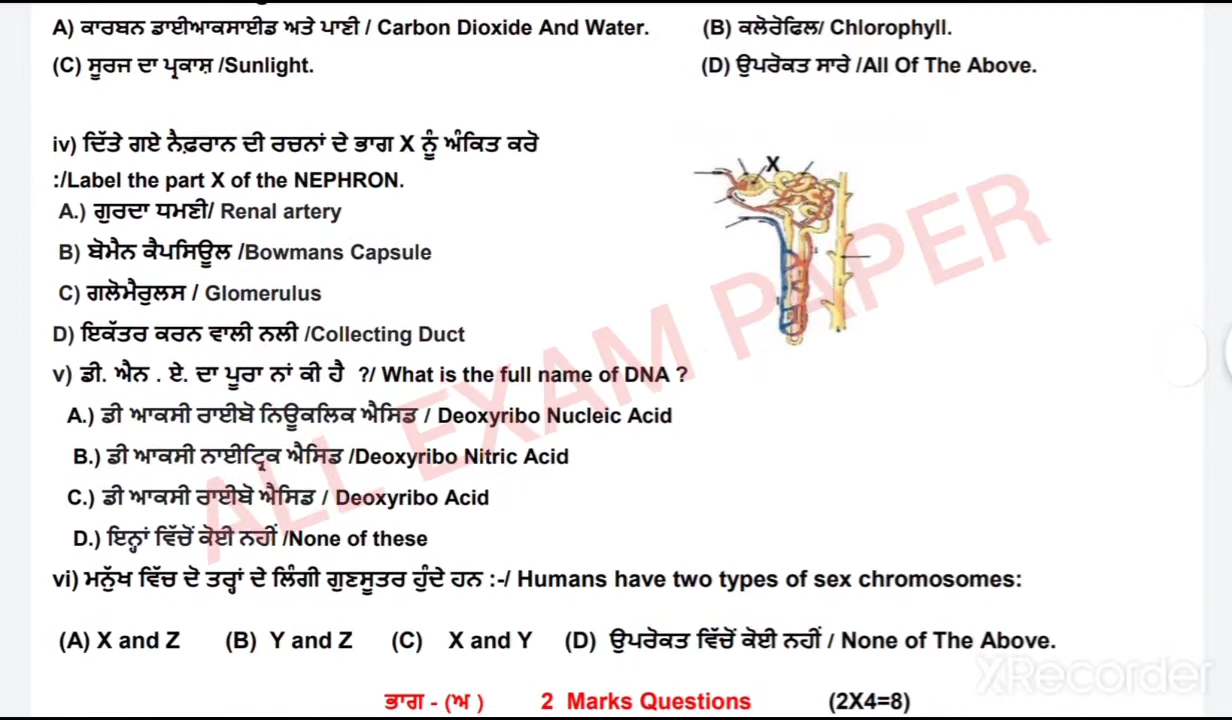 A) ਕਾਰਬਨ ਡਾਈਆਕਸਾਈਡ ਅਤੇ ਪਾਣੀ / Carbon Dioxide And Water. (B) ਕਲੋਰੋਫਿਲ/ Chlorophyll.
(C) ਸੂਰਜ ਦਾ ਪ੍ਰਕਾਸ਼ /Sunlight. (D) ਉਪਰੋਕਤ ਸਾਰੇ /All Of The Above.
iv) ਦਿੱਤੇ ਗਏ ਨੈਫ਼ਰਾਨ ਦੀ ਰਚਨਾਂ ਦੇ ਭਾਗ X ਨੂੰ ਅੰਕਿਤ ਕਰੋ
:/Label the part X of the NEPHRON.
X
A.) ਗੁਰਦਾ ਧਮਣੀ/ Renal artery
B) ਬੋਮੈਨ ਕੈਪਸਿਊਲ /Bowmans Capsule
C) ਗਲੋਮੈਰੁਲਸ / Glomerulus
D) ਇਕੱਤਰ ਕਰਨ ਵਾਲੀ ਨਲੀ /Collecting Duct
v) ਡੀ. ਐਨ . ਏ. ਦਾ ਪੂਰਾ ਨਾਂ ਕੀ ਹੈ ?/ What is the full name of DNA ?
A.) ਡੀ ਆਕਸੀ ਰਾਈਬੋ ਨਿਊਕਲਿਕ ਐਸਿਡ / Deoxyribo Nucleic Acid
B.) ਡੀ ਆਕਸੀ ਨਾਈਟ੍ਰਿਕ ਐਸਿਡ /Deoxyribo Nitric Acid
C.) ਡੀ ਆਕਸੀ ਰਾਈਬੋ ਐਸਿਡ / Deoxyribo Acid
D.) ਇਨ੍ਹਾਂ ਵਿੱਚੋਂ ਕੋਈ ਨਹੀਂ /None of these
vi) ਮਨੁੱਖ ਵਿੱਚ ਦੋ ਤਰ੍ਹਾਂ ਦੇ ਲਿੰਗੀ ਗੁਣਸੂਤਰ ਹੁੰਦੇ ਹਨ :-/ Humans have two types of sex chromosomes:
(A) X and Z (B) Y and Z (C) X and Y (D) ਉਪਰੋਕਤ ਵਿੱਚੋਂ ਕੋਈ ਨਹੀਂ / None of The Above.
ਭਾਗ - (ਅ ) 2 Marks Questions (2X4=8)
ALL EXAM PAPER
XRecorder